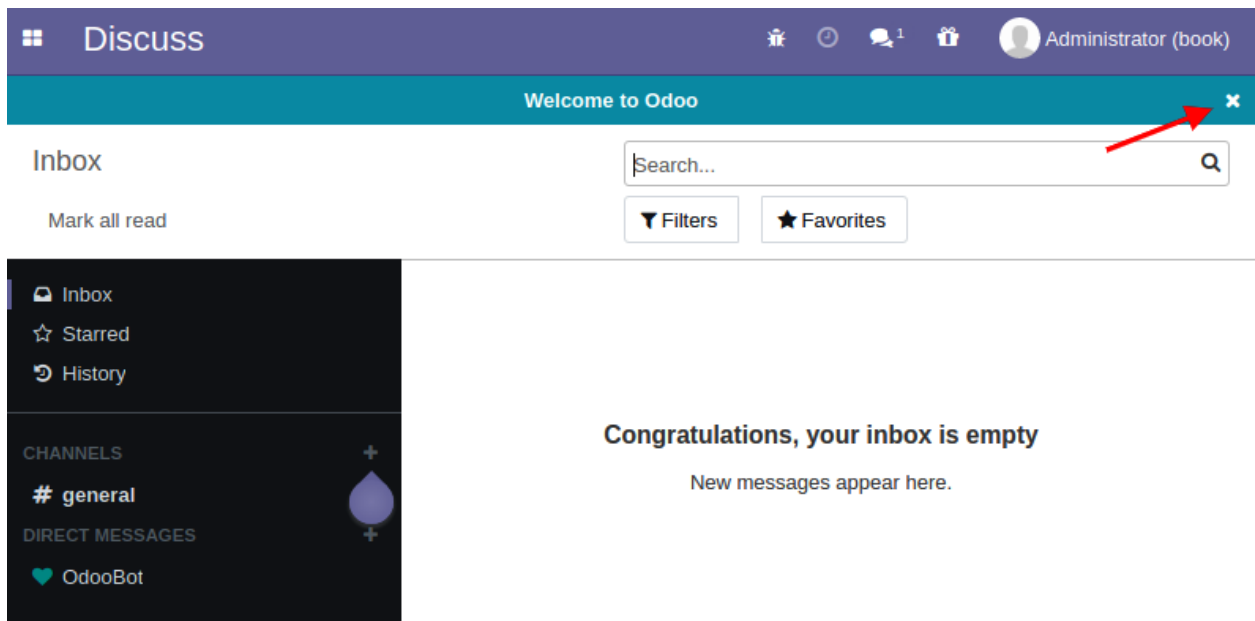 Discuss 1 Administrator (book)
Welcome to Odoo
Inbox
Search...
Mark all read
Filters Favorites
Inbox
Starred
History
CHANNELS +
# general
DIRECT MESSAGES +
OdooBot
Congratulations, your inbox is empty
New messages appear here.